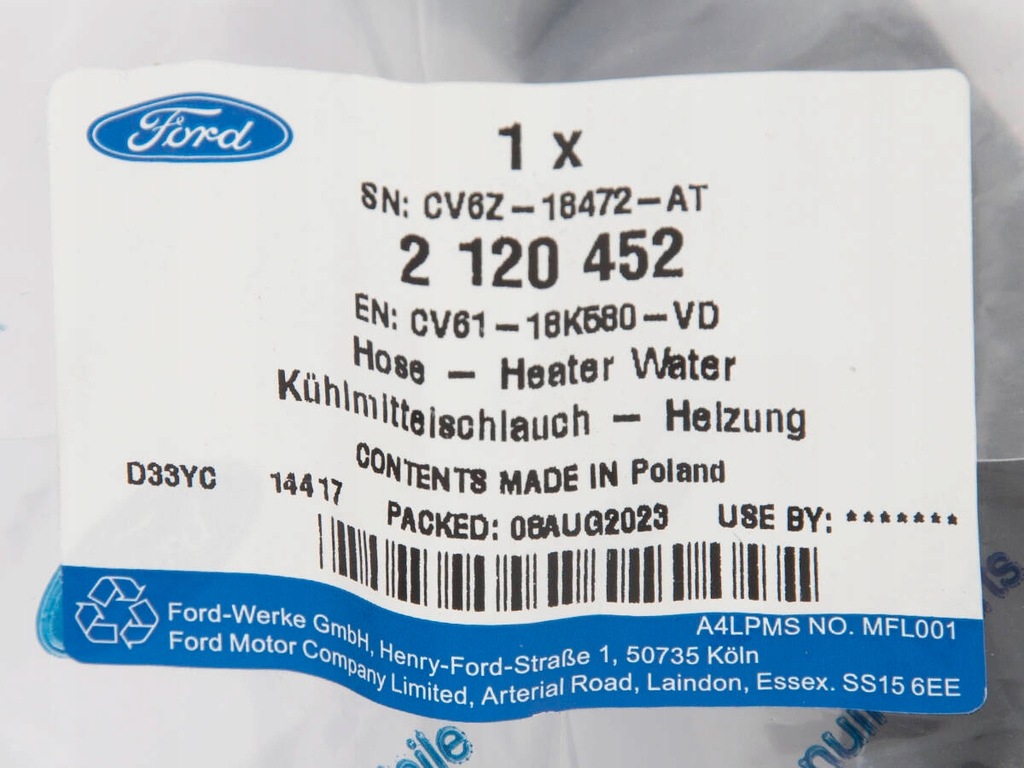 Ford
1 x
SN: CV6Z-18472-AT
2 120 452
EN: CV61-18K580-VD
Hose - Heater Water
Kühlmittelschlauch - Heizung
CONTENTS MADE IN Poland
D33YC 14417
PACKED: 08AUG2023 USE BY: *******
A4LPMS NO. MFL001
Ford-Werke GmbH, Henry-Ford-Straße 1, 50735 Köln
Ford Motor Company Limited, Arterial Road, Laindon, Essex. SS15 6EE